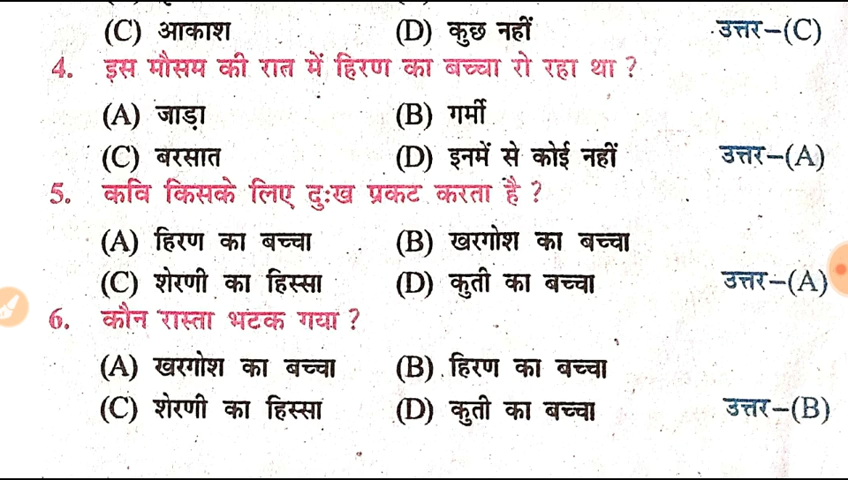 (C) आकाश (D) कुछ नहीं उत्तर–(C)
4. इस मौसम की रात में हिरण का बच्चा रो रहा था ?
(A) जाड़ा (B) गर्मी
(C) बरसात (D) इनमें से कोई नहीं उत्तर–(A)
5. कवि किसके लिए दुःख प्रकट करता है ?
(A) हिरण का बच्चा (B) खरगोश का बच्चा
(C) शेरणी का हिस्सा (D) कुती का बच्चा उत्तर–(A)
6. कौन रास्ता भटक गया ?
(A) खरगोश का बच्चा (B) हिरण का बच्चा
(C) शेरणी का हिस्सा (D) कुती का बच्चा उत्तर–(B)